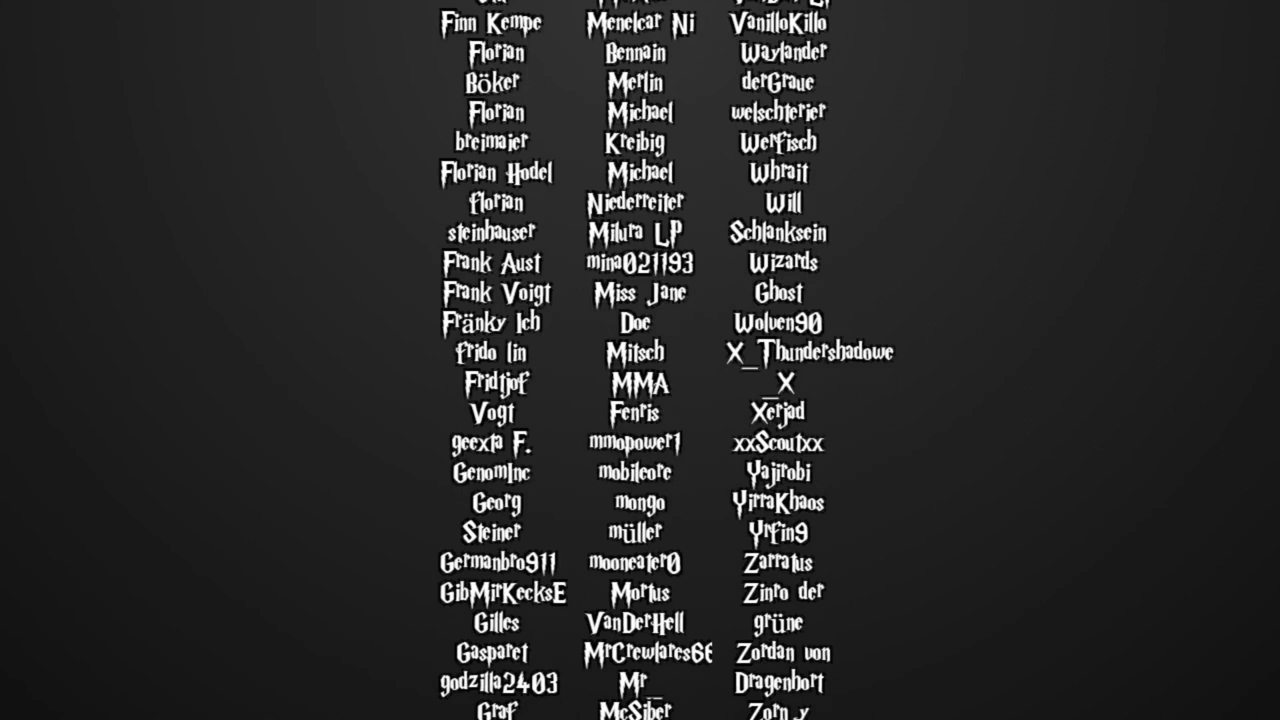 Finn Kempe Menelcar Ni VanilloKillo
Florian Bennain Waylander
Böker Merlin derGraue
Florian Michael welschterier
breimaier Kreibig Werfisch
Florian Hodel Michael Whrait
florian Niederreiter Will
steinhauser Milura LP Schlanksein
Frank Aust mina021193 Wizards
Frank Voigt Miss Jane Ghost
Fränky Ich Doe Wolven90
frido lin Mitsch X_Thundershadowe
Fridtjof MMA _X
Vogt Fenris Xerjad
geexta F. mmopower1 xxScoutxx
GenomInc mobilcore Yajirobi
Georg mongo YirraKhaos
Steiner müller Yrfin9
Germanbro911 mooneater0 Zarratus
GibMirKecksE Mortus Zinro der
Gilles VanDerHell grüne
Gasparet MrCrewlares66 Zordan von
godzilla2403 Mr__ Dragenhort
Graf McSiber Zorn_y